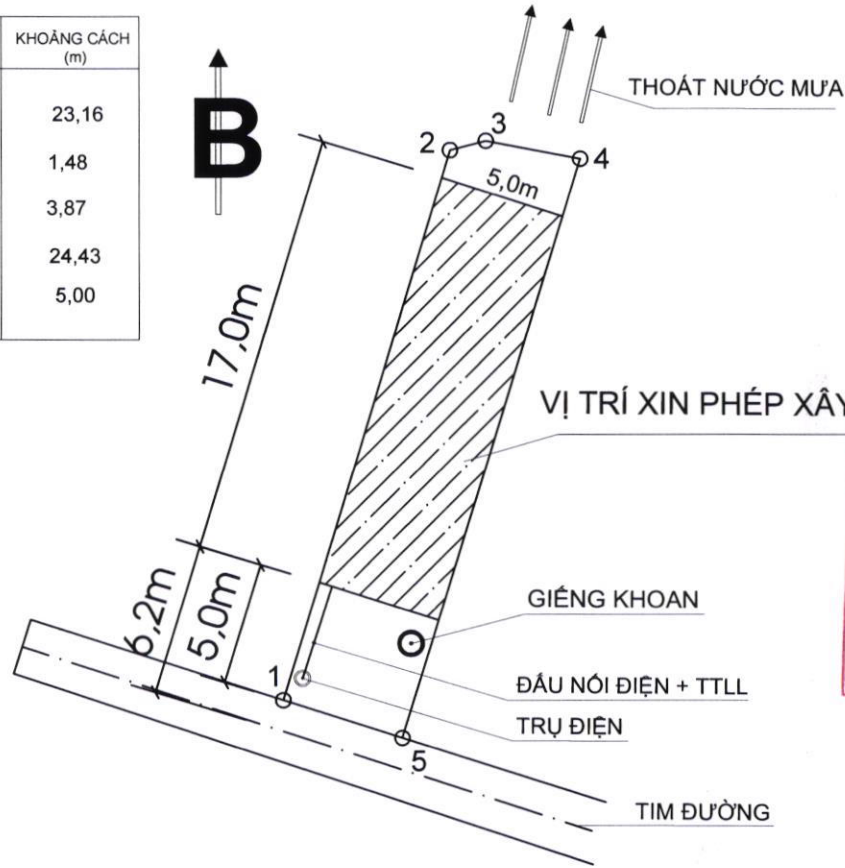 KHOẢNG CÁCH
(m)
23,16
1,48
3,87
24,43
5,00
B
THOÁT NƯỚC MƯA
2
3
4
5,0m
17,0m
VỊ TRÍ XIN PHÉP XÂY
6,2m
5,0m
GIẾNG KHOAN
1
ĐẤU NỐI ĐIỆN + TTLL
TRỤ ĐIỆN
5
TIM ĐƯỜNG